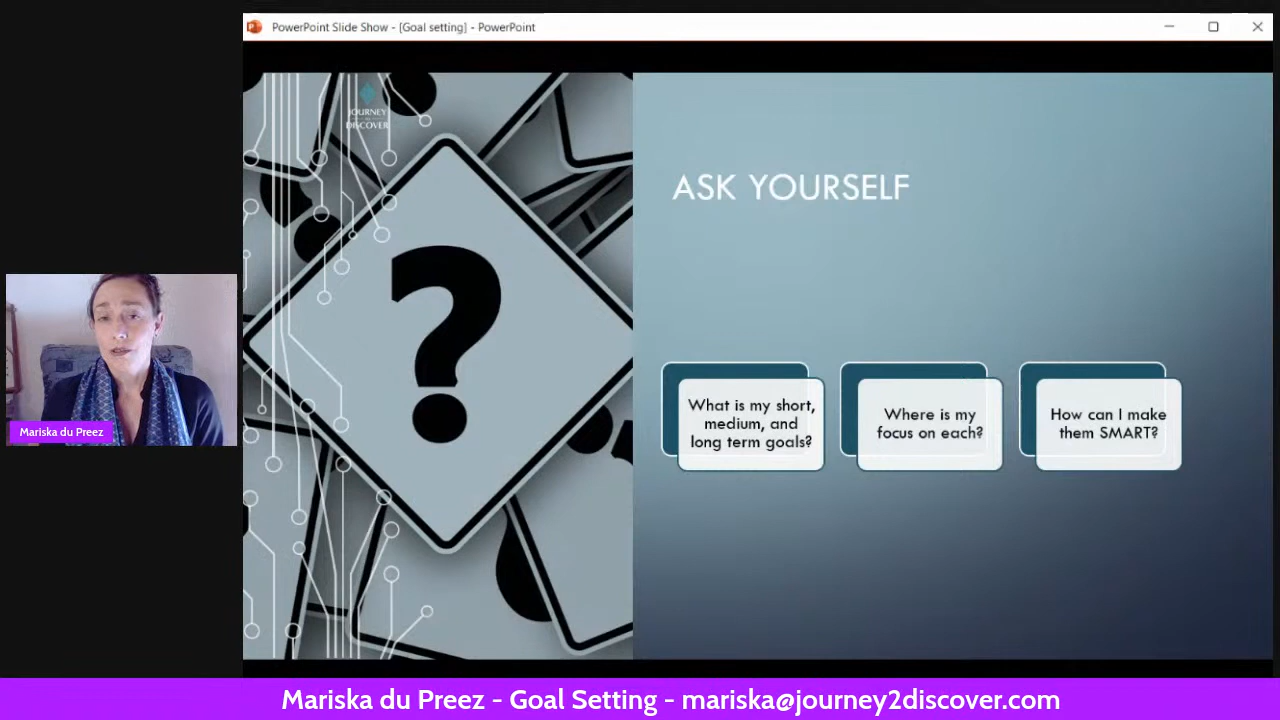 PowerPoint Slide Show - [Goal setting] - PowerPoint
JOURNEY
DISCOVER
ASK YOURSELF
What is my short,
medium, and
long term goals?
Where is my
focus on each?
How can I make
them SMART?
Mariska du Preez
Mariska du Preez - Goal Setting - mariska@journey2discover.com